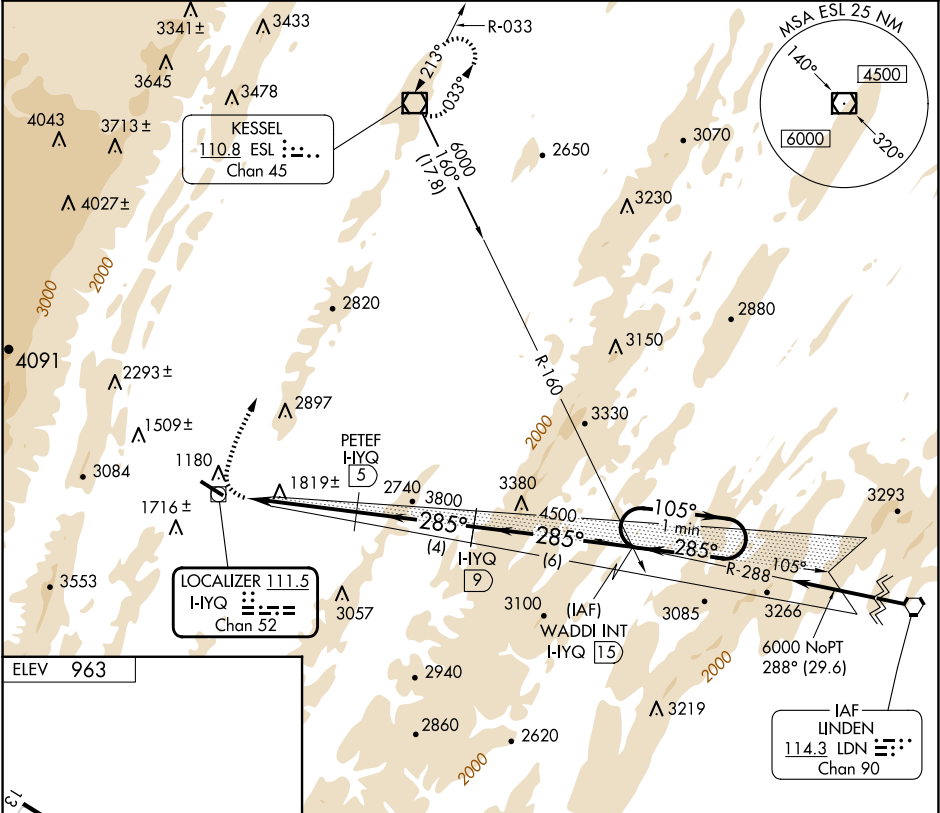 3341±
3433
3645
3478
4043
3713±
4027±
2000
3000
4091
KESSEL
110.8 ESL
Chan 45
R-033
213°
033°
6000
160°
(17.8)
2650
3070
MSA ESL 25 NM
140°
4500
6000
320°
3230
2820
2880
3150
R-160
3330
2000
2293±
1509±
2897
3084
1180
1819±
PETEF
I-IYQ
5
2740
3800
3380
4500
105°
1 min
3293
1716±
285°
(4)
285°
(6)
285°
R-288
105°
I-IYQ
9
3553
LOCALIZER 111.5
I-IYQ
Chan 52
3057
3100
(IAF)
WADDI INT
I-IYQ 15
3085
3266
6000 NoPT
288° (29.6)
2000
ELEV 963
2940
2860
2620
2000
3219
IAF
LINDEN
114.3 LDN
Chan 90
13